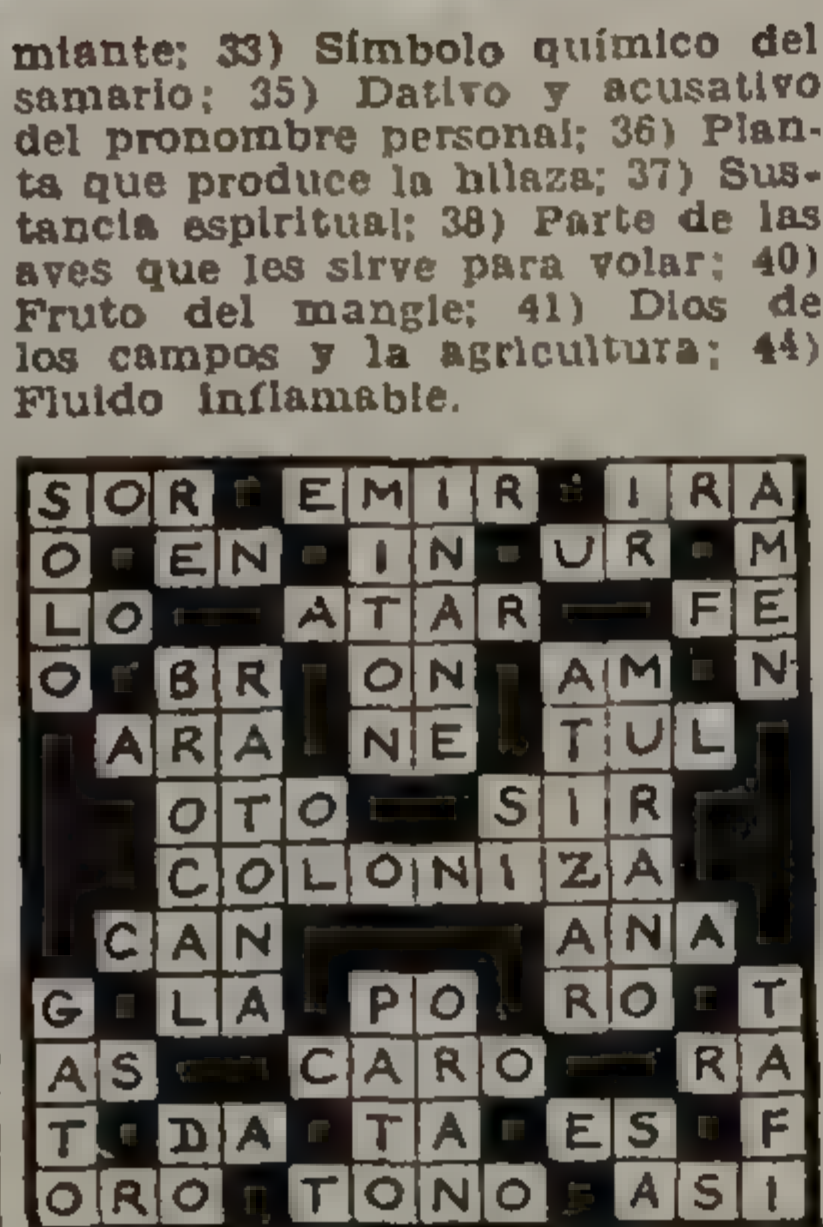 miante; 33) Símbolo químico del
samario; 35) Dativo y acusativo
del pronombre personal; 36) Plan-
ta que produce la hilaza; 37) Sus-
tancia espiritual; 38) Parte de las
aves que les sirve para volar; 40)
Fruto del mangle; 41) Dios de
los campos y la agricultura; 44)
Fluido inflamable.
SOR EMIR IRA
O EN IN UR M
LO ATAR FE
O BR ON AM N
ARA NE TUL
OTO SIR
COLONIZA
CAN ANA
G LA PO RO T
AS CARO RA
T DA TA ES F
ORO TONO ASI